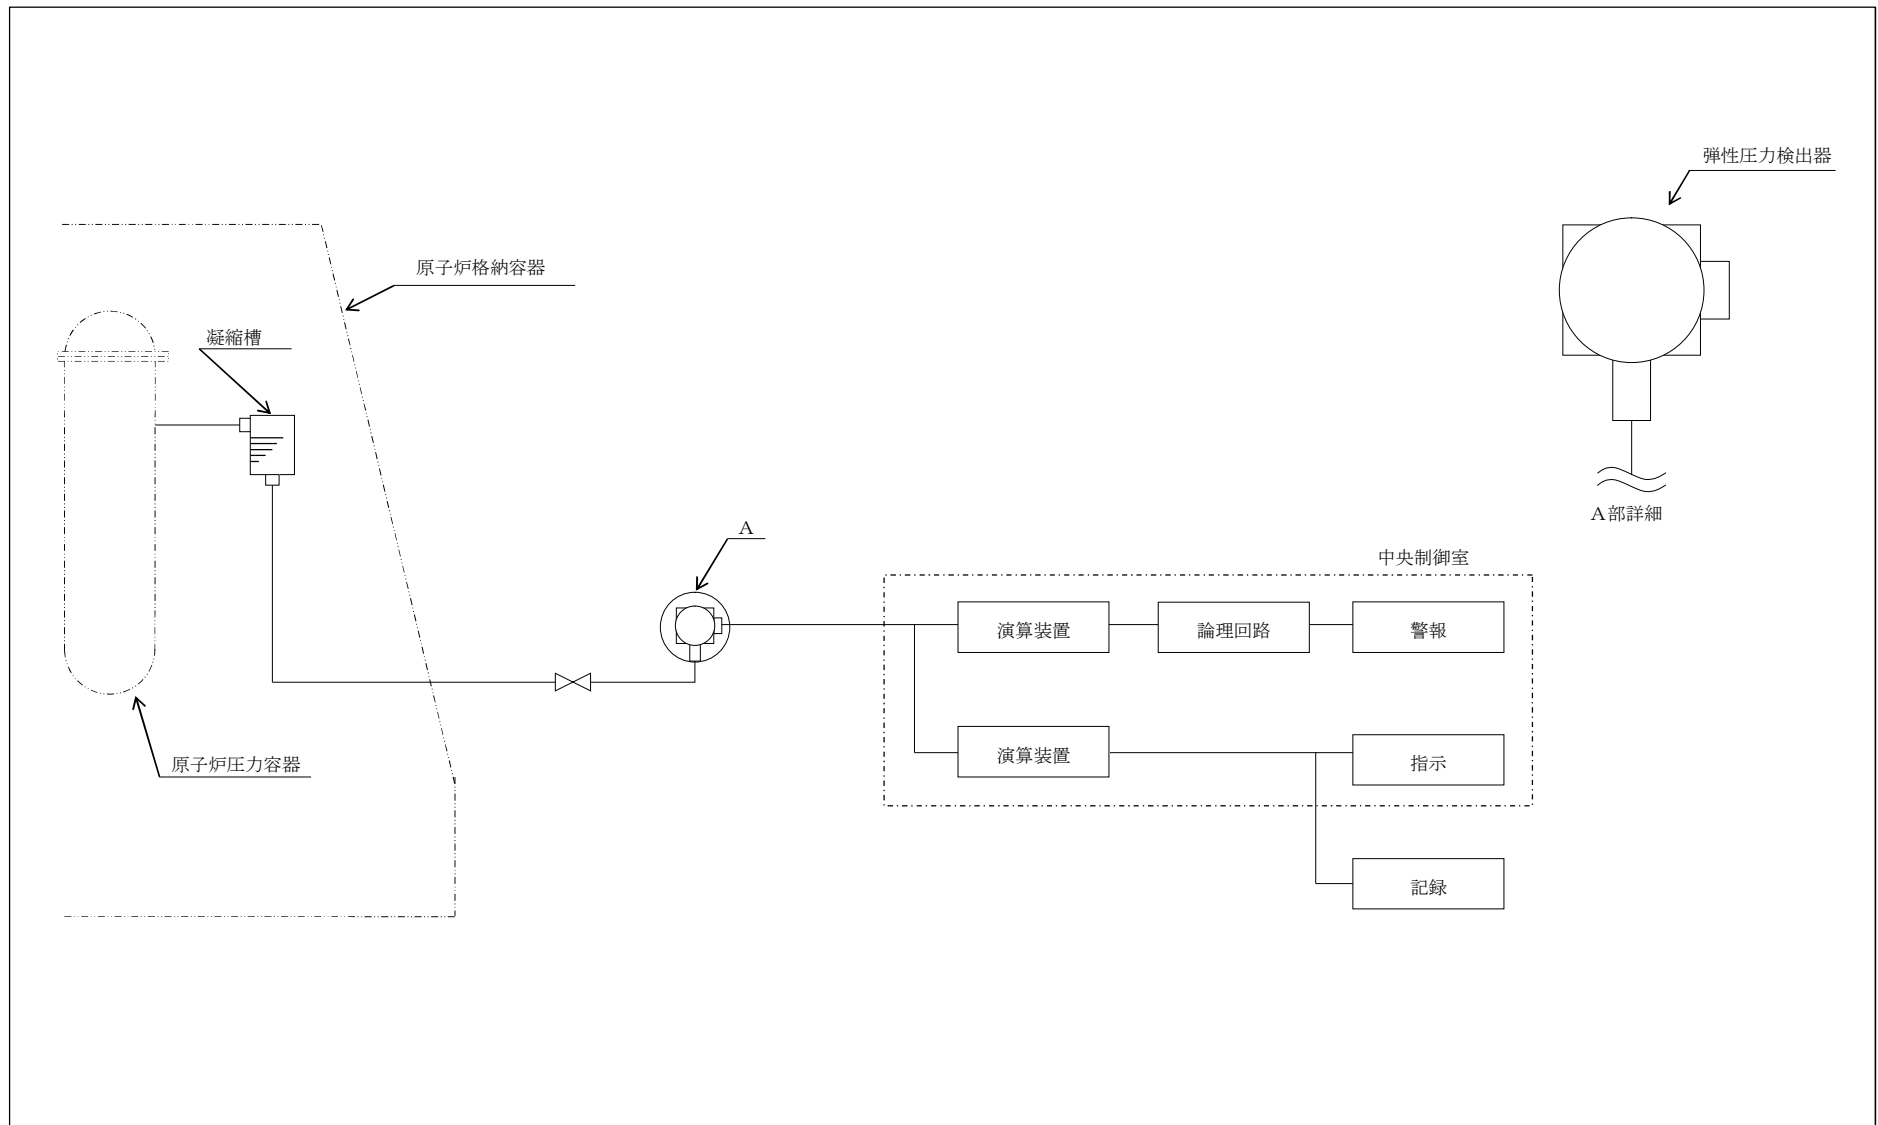 弾性圧力検出器
原子炉格納容器
凝縮槽
A
A部詳細
中央制御室
演算装置
論理回路
警報
原子炉圧力容器
演算装置
指示
記録